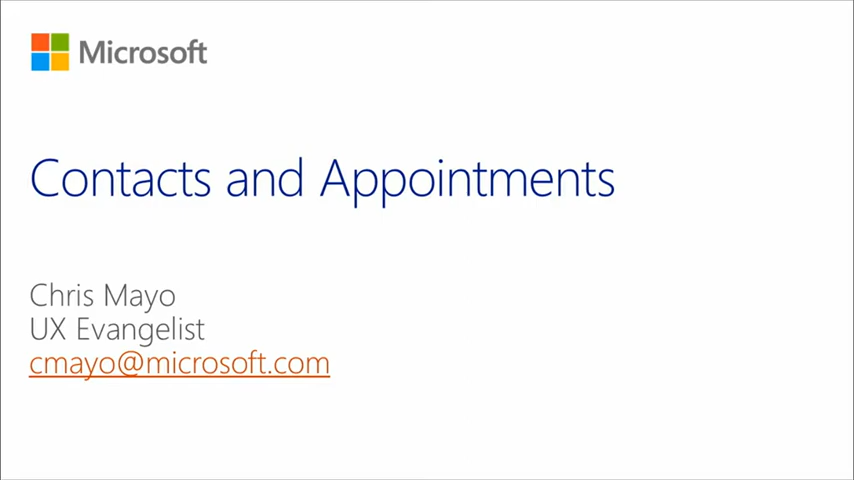 Microsoft
Contacts and Appointments
Chris Mayo
UX Evangelist
cmayo@microsoft.com